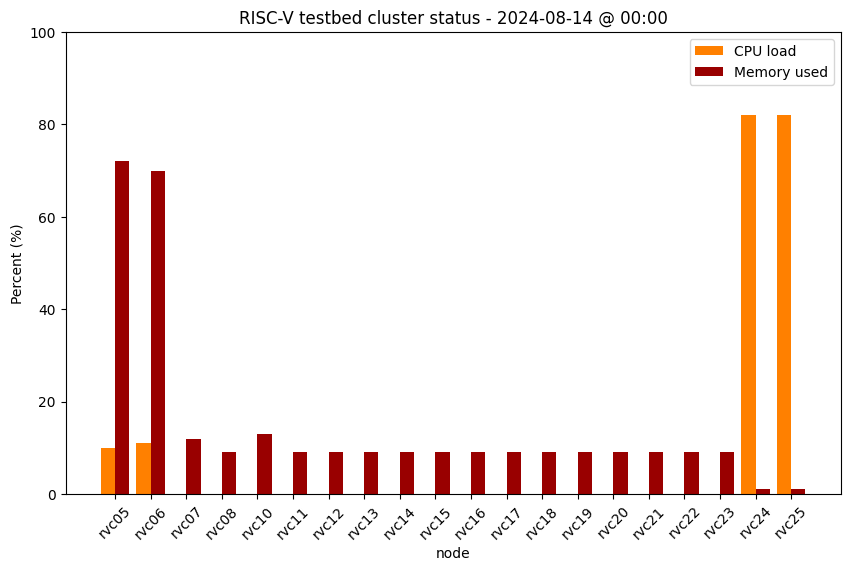 RISC-V testbed cluster status - 2024-08-14 @ 00:00
CPU load
Memory used
Percent (%)
100
80
60
40
20
0
rvc05 rvc06 rvc07 rvc08 rvc10 rvc11 rvc12 rvc13 rvc14 rvc15 rvc16 rvc17 rvc18 rvc19 rvc20 rvc21 rvc22 rvc23 rvc24 rvc25
node